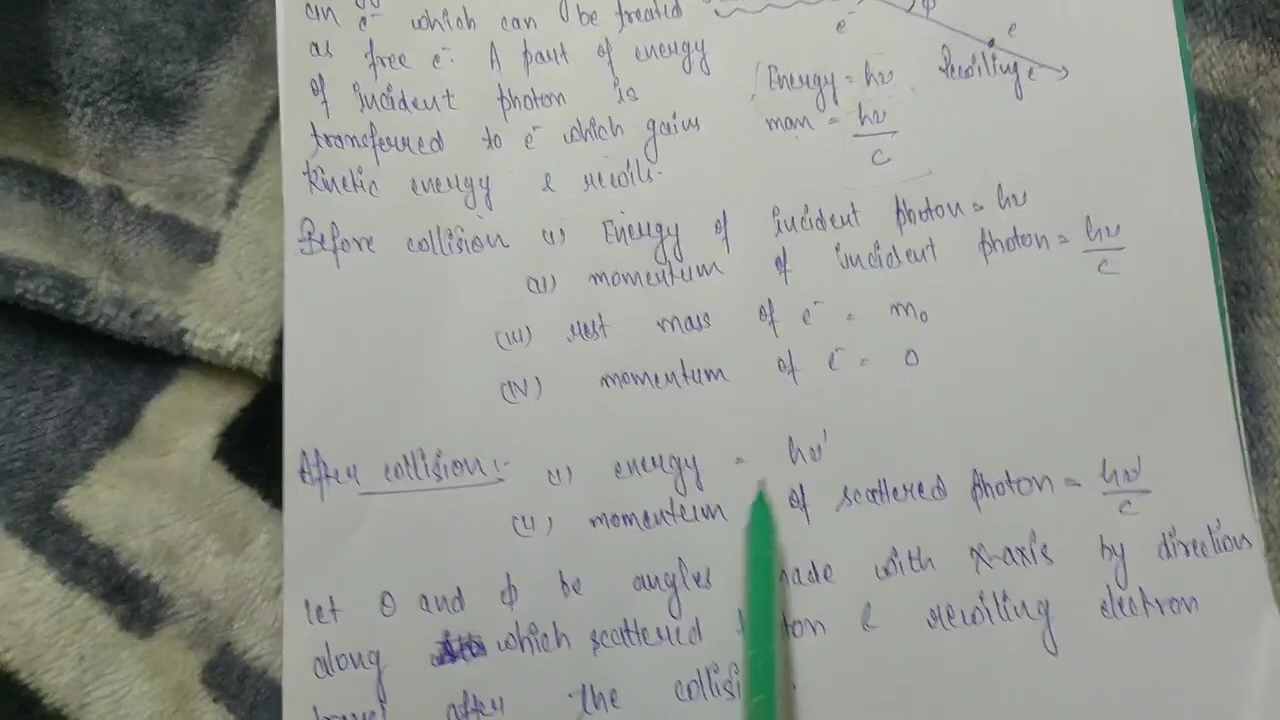 an e⁻ which can be treated
as free e⁻. A part of energy
of incident photon is
transferred to e⁻ which gains
kinetic energy & recoils.
e⁻
ϕ
e
Recoiling e⁻
Energy = hν
mom = hν/c
Before collision (i) Energy of incident photon = hν
(ii) momentum of incident photon = hν/c
(iii) rest mass of e⁻ = m₀
(iv) momentum of e⁻ = 0
After collision :- (i) energy = hν'
(ii) momentum of scattered photon = hν'/c
let θ and ϕ be angles made with x-axis by direction
along which scattered photon & recoiling electron
travel after the collision